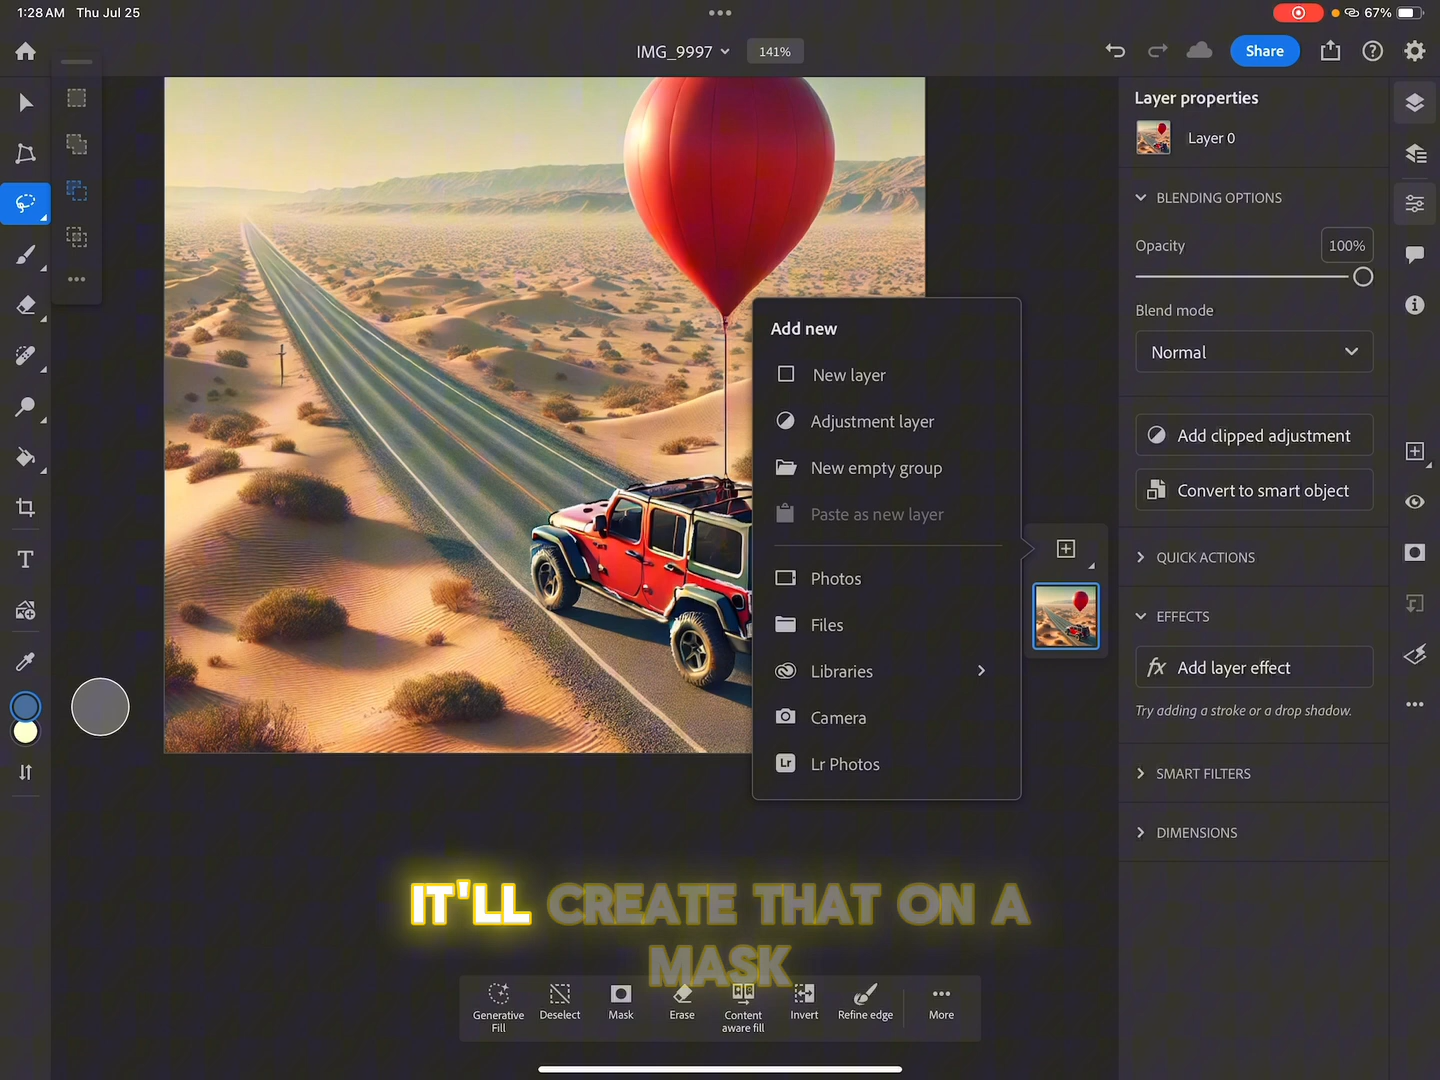 1:28 AM Thu Jul 25
67%
IMG_9997
141%
Share
Layer properties
Layer 0
BLENDING OPTIONS
Opacity
100%
Blend mode
Normal
Add clipped adjustment
Convert to smart object
QUICK ACTIONS
EFFECTS
fx Add layer effect
Try adding a stroke or a drop shadow.
SMART FILTERS
DIMENSIONS
Add new
New layer
Adjustment layer
New empty group
Paste as new layer
Photos
Files
Libraries
Camera
Lr Lr Photos
T
IT'LL CREATE THAT ON A
MASK
Generative
Fill
Deselect
Mask
Erase
Content
aware fill
Invert
Refine edge
More